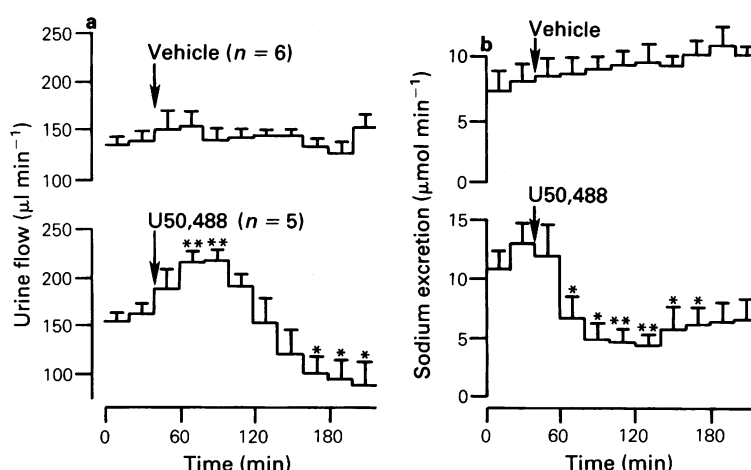 a
Vehicle (n = 6)
250
200
150
100
U50,488 (n = 5)
** **
* * *
250
200
150
100
Urine flow (µl min⁻¹)
0 60 120 180
Time (min)
b
Vehicle
10
5
0
U50,488
* * ** ** * *
15
10
5
0
Sodium excretion (µmol min⁻¹)
0 60 120 180
Time (min)